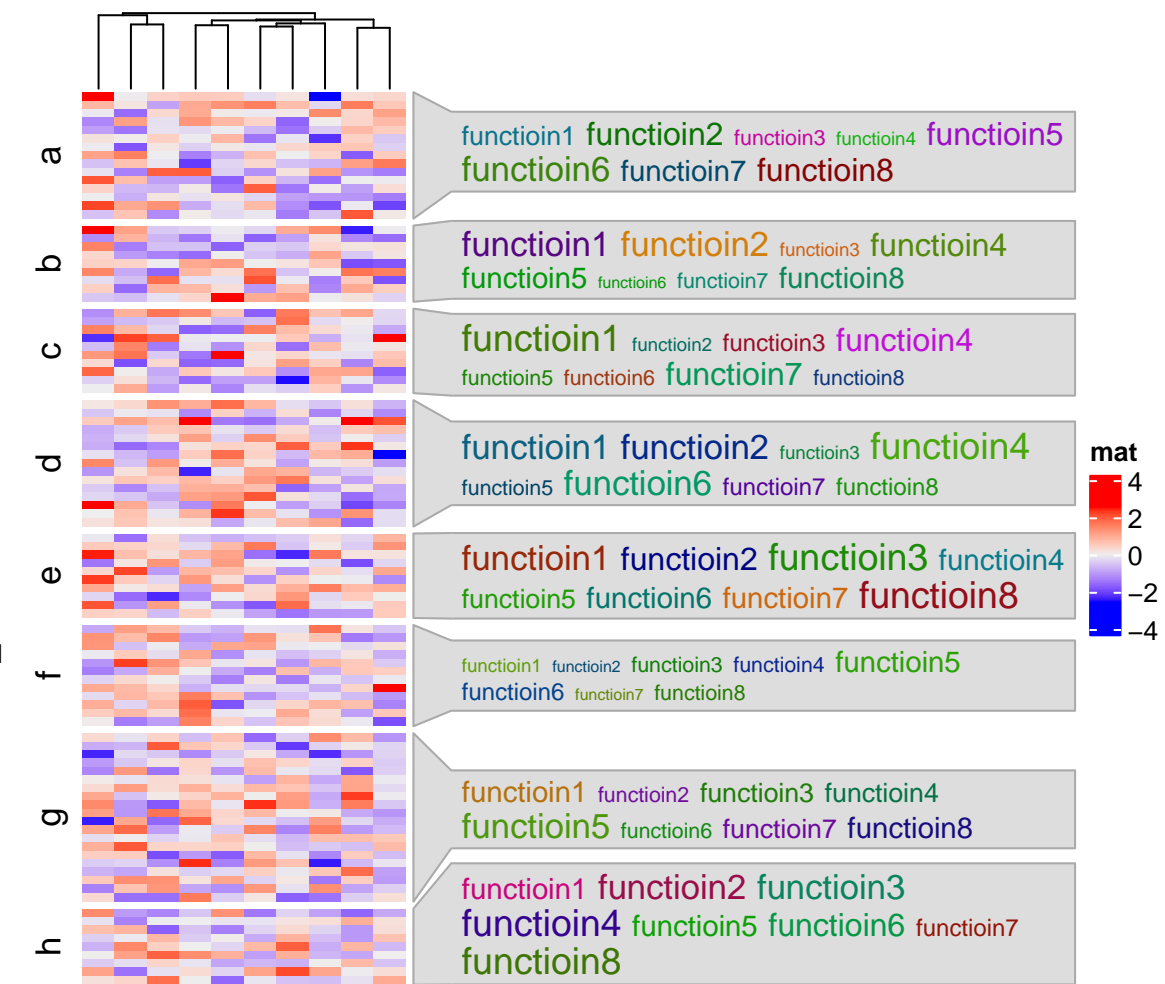 a
functioin1 functioin2 functioin3 functioin4 functioin5
functioin6 functioin7 functioin8
b
functioin1 functioin2 functioin3 functioin4
functioin5 functioin6 functioin7 functioin8
c
functioin1 functioin2 functioin3 functioin4
functioin5 functioin6 functioin7 functioin8
d
functioin1 functioin2 functioin3 functioin4
functioin5 functioin6 functioin7 functioin8
e
functioin1 functioin2 functioin3 functioin4
functioin5 functioin6 functioin7 functioin8
f
functioin1 functioin2 functioin3 functioin4 functioin5
functioin6 functioin7 functioin8
g
functioin1 functioin2 functioin3 functioin4
functioin5 functioin6 functioin7 functioin8
h
functioin1 functioin2 functioin3
functioin4 functioin5 functioin6 functioin7
functioin8
mat
4
2
0
−2
−4